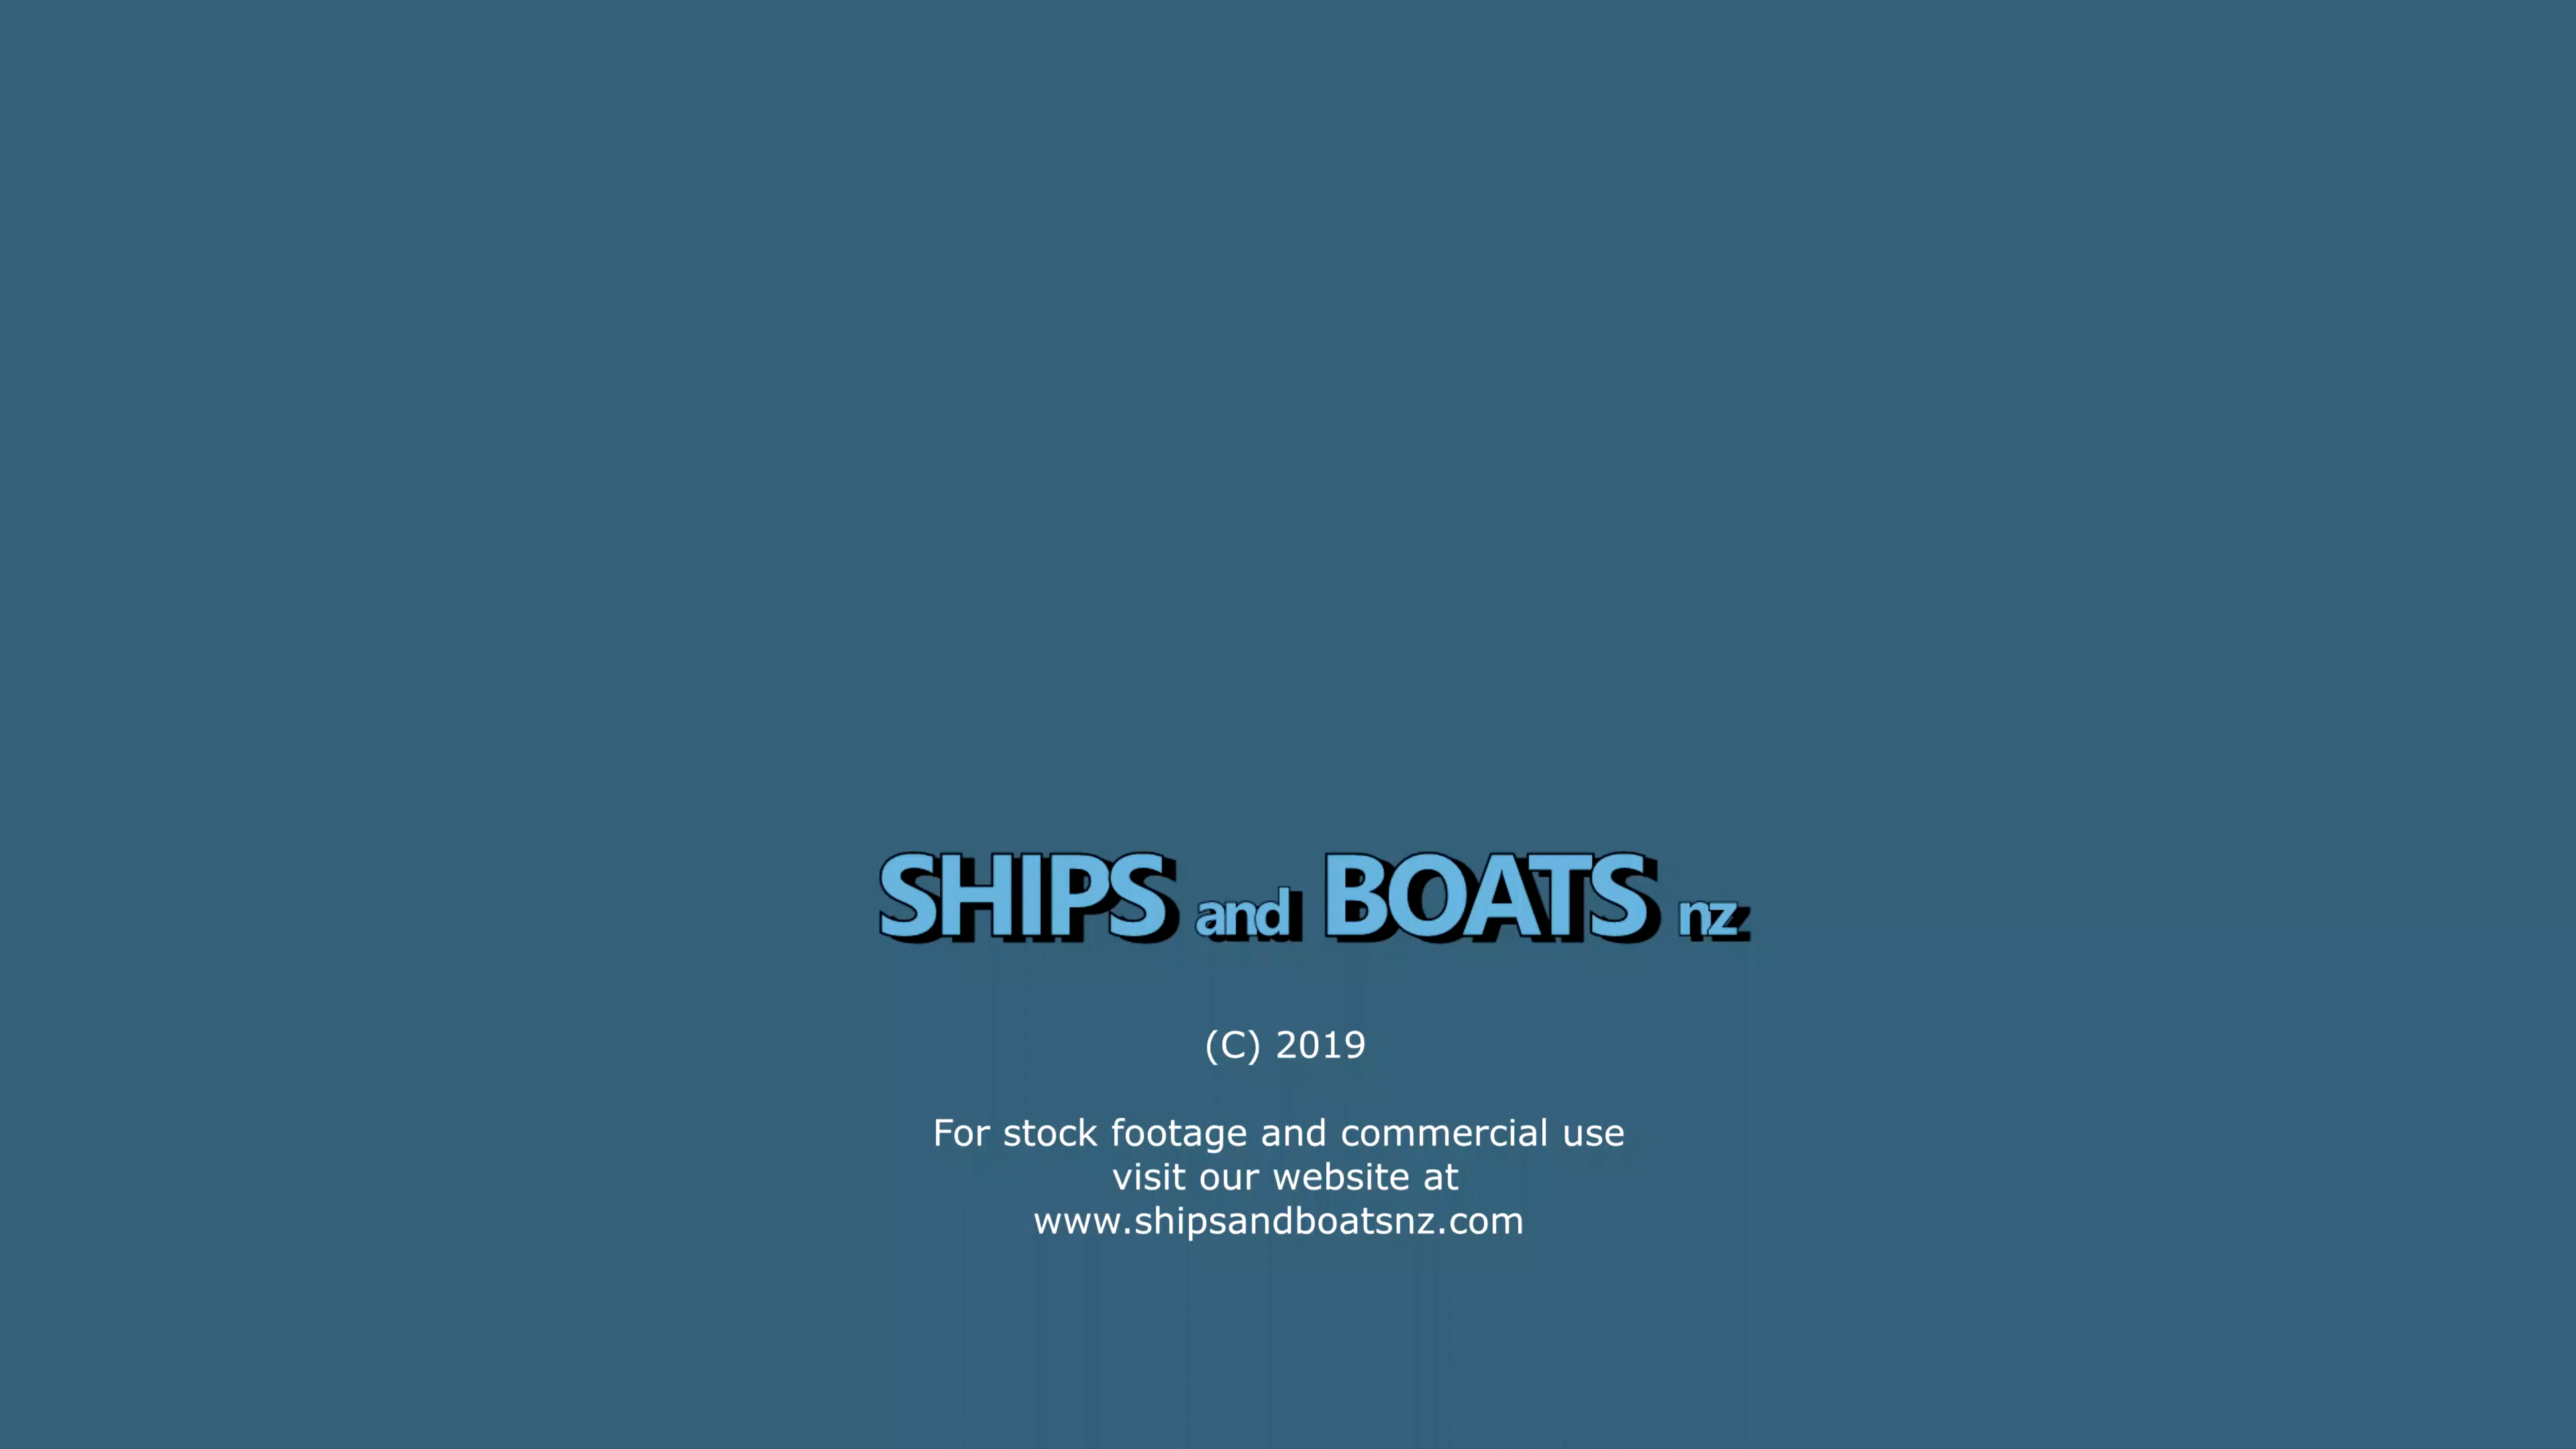 SHIPS and BOATS nz
(C) 2019
For stock footage and commercial use
visit our website at
www.shipsandboatsnz.com